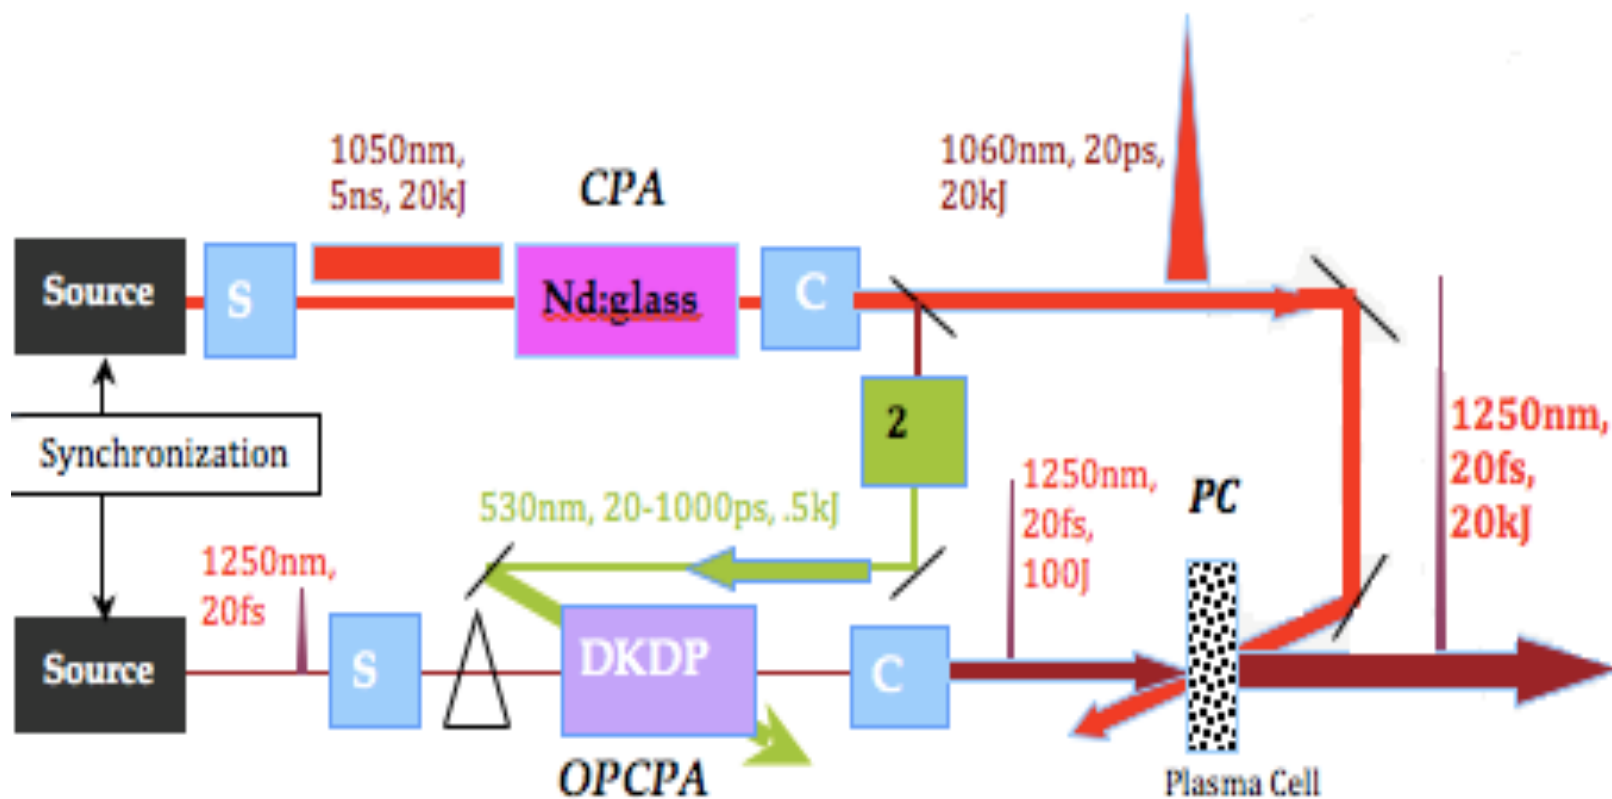 1050nm,
5ns, 20kJ
CPA
1060nm, 20ps,
20kJ
Source
S
Nd:glass
C
Synchronization
2
530nm, 20-1000ps, .5kJ
1250nm,
20fs
1250nm,
20fs,
100J
PC
1250nm,
20fs,
20kJ
Source
S
DKDP
C
OPCPA
Plasma Cell